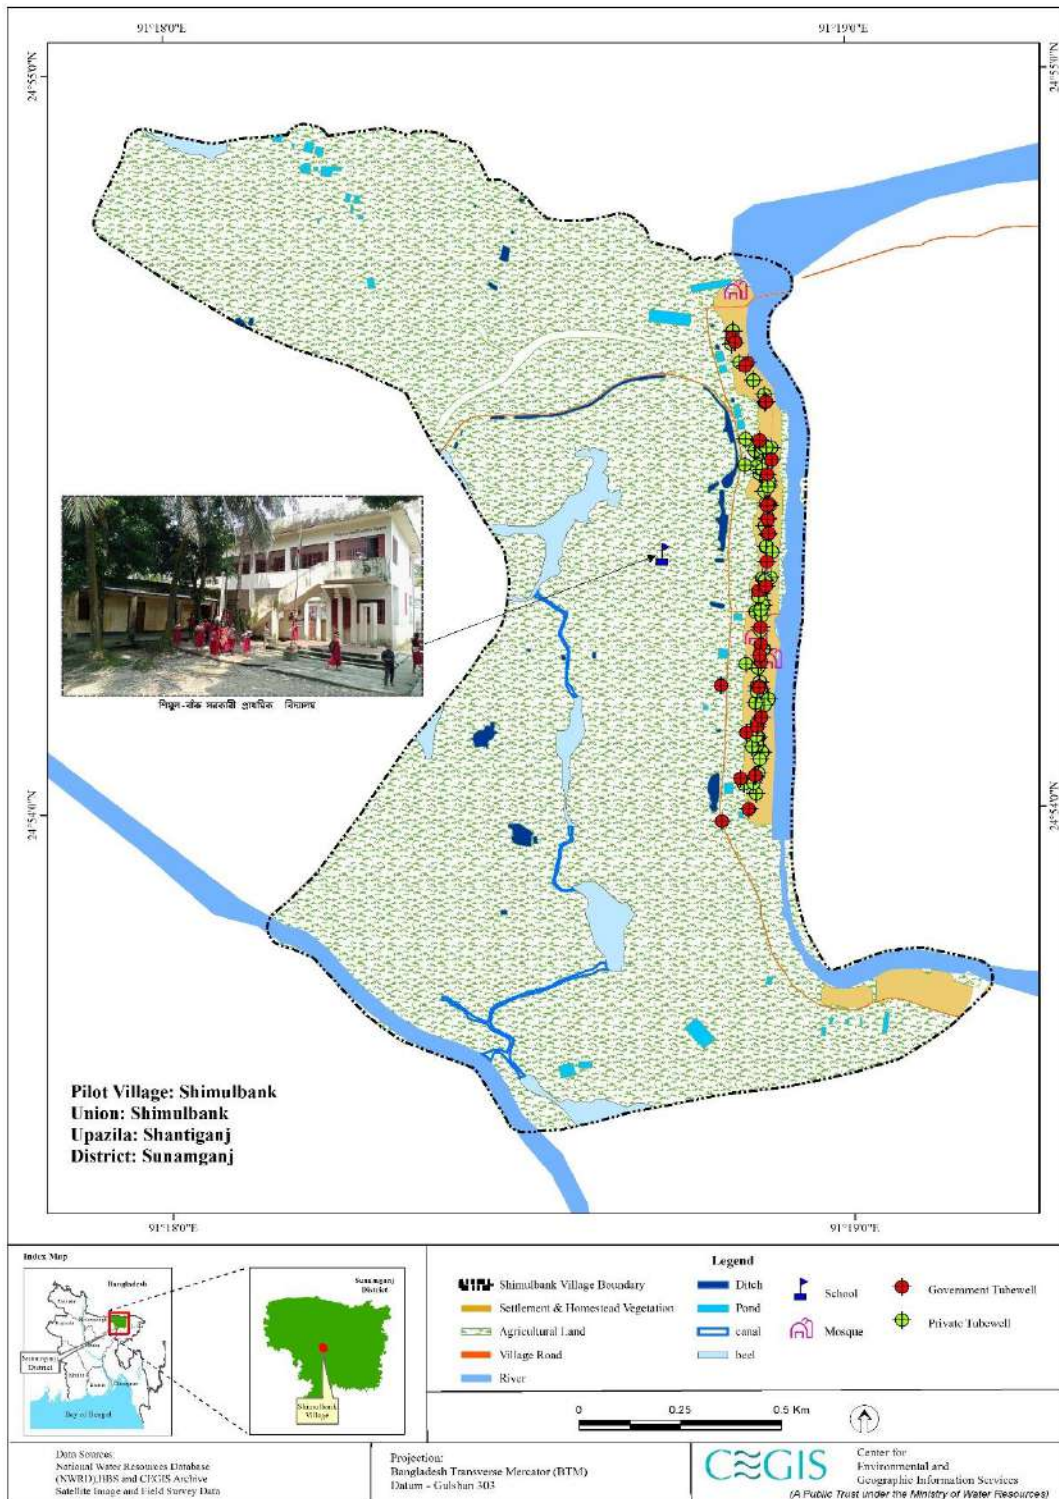 91°18'0"E
91°19'0"E
24°55'0"N
24°55'0"N
শিমুল-বাঁক সরকারী প্রাথমিক বিদ্যালয়
24°54'0"N
24°54'0"N
Pilot Village: Shimulbank
Union: Shimulbank
Upazila: Shantiganj
District: Sunamganj
91°18'0"E
91°19'0"E
Index Map
Bangladesh
Sunamganj
District
Bay of Bengal
Sunamganj
District
Shimulbank
Village
Legend
Shimulbank Village Boundary
Settlement & Homestead Vegetation
Agricultural Land
Village Road
River
Ditch
Pond
canal
beel
School
Mosque
Government Tubewell
Private Tubewell
0 0.25 0.5 Km
Data Sources:
National Water Resources Database
(NWRD),BBS and CEGIS Archive
Satellite Image and Field Survey Data
Projection:
Bangladesh Transverse Mercator (BTM)
Datum - Gulshan 303
CEGIS
Center for
Environmental and
Geographic Information Services
(A Public Trust under the Ministry of Water Resources)